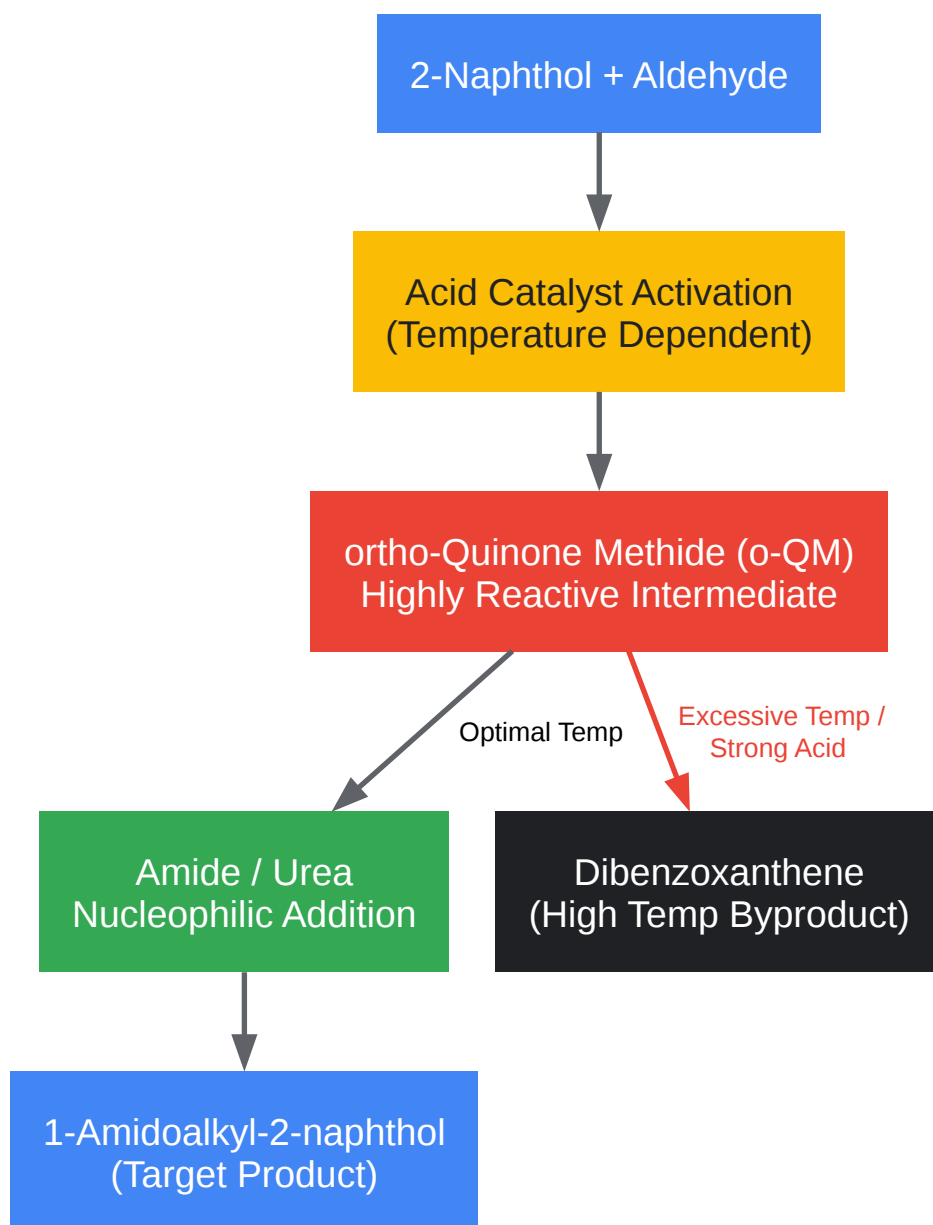 2-Naphthol + Aldehyde
Acid Catalyst Activation
(Temperature Dependent)
ortho-Quinone Methide (o-QM)
Highly Reactive Intermediate
Optimal Temp
Excessive Temp /
Strong Acid
Amide / Urea
Nucleophilic Addition
Dibenzoxanthene
(High Temp Byproduct)
1-Amidoalkyl-2-naphthol
(Target Product)